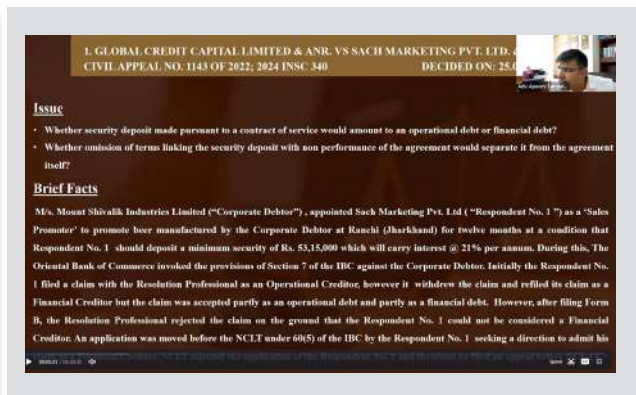 1. GLOBAL CREDIT CAPITAL LIMITED & ANR. VS SACH MARKETING PVT. LTD. &
CIVIL APPEAL NO. 1143 OF 2022; 2024 INSC 340 DECIDED ON: 25.0
Issue
• Whether security deposit made pursuant to a contract of service would amount to an operational debt or financial debt?
• Whether omission of terms linking the security deposit with non performance of the agreement would separate it from the agreement
itself?
Brief Facts
M/s. Mount Shivalik Industries Limited (“Corporate Debtor”) , appointed Sach Marketing Pvt. Ltd ( “Respondent No. 1 ”) as a ‘Sales
Promoter’ to promote beer manufactured by the Corporate Debtor at Ranchi (Jharkhand) for twelve months at a condition that
Respondent No. 1 should deposit a minimum security of Rs. 53,15,000 which will carry interest @ 21% per annum. During this, The
Oriental Bank of Commerce invoked the provisions of Section 7 of the IBC against the Corporate Debtor. Initially the Respondent No.
1 filed a claim with the Resolution Professional as an Operational Creditor, however it withdrew the claim and refiled its claim as a
Financial Creditor but the claim was accepted partly as an operational debt and partly as a financial debt. However, after filing Form
B, the Resolution Professional rejected the claim on the ground that the Respondent No. 1 could not be considered a Financial
Creditor. An application was moved before the NCLT under 60(5) of the IBC by the Respondent No. 1 seeking a direction to admit his